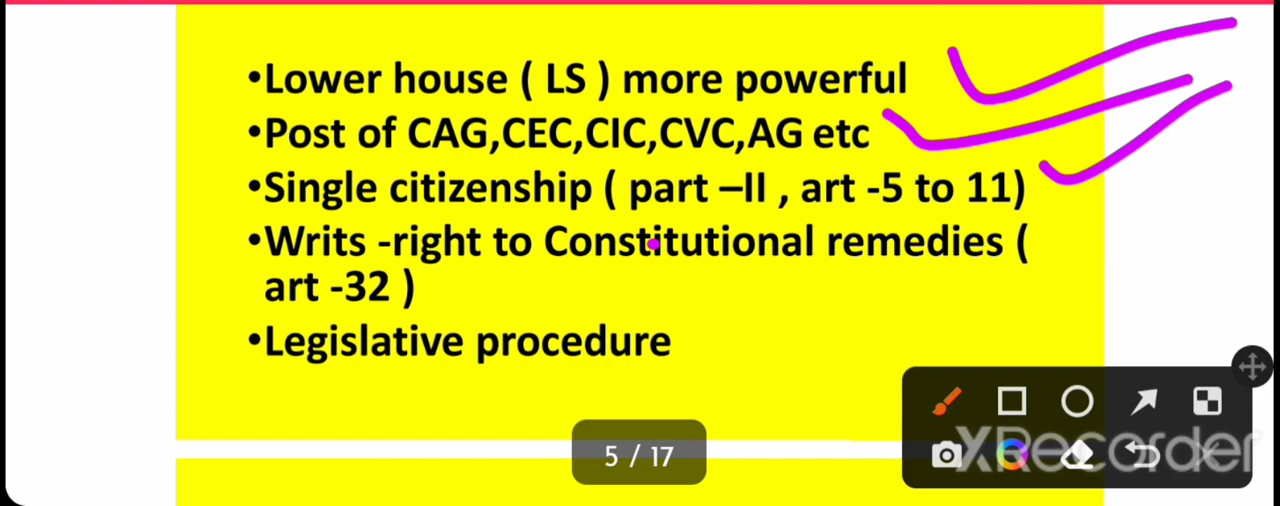 •Lower house ( LS ) more powerful
•Post of CAG,CEC,CIC,CVC,AG etc
•Single citizenship ( part –II , art -5 to 11)
•Writs -right to Constitutional remedies (
art -32 )
•Legislative procedure
5 / 17
XRecorder